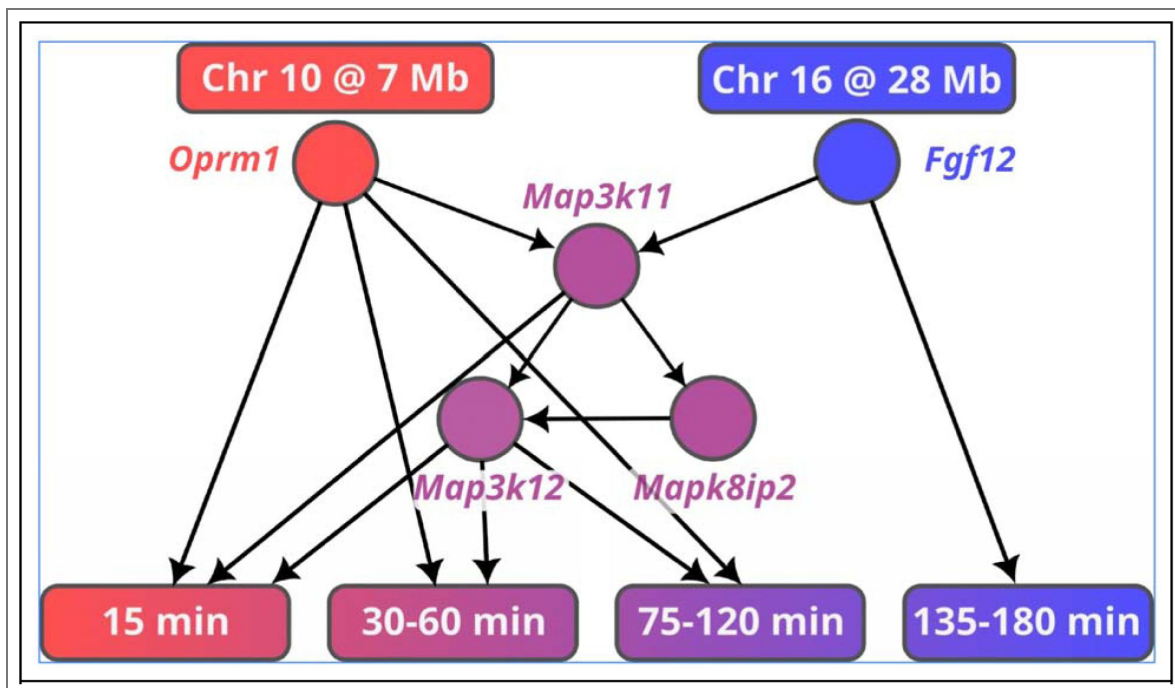 Chr 10 @ 7 Mb
Chr 16 @ 28 Mb
Oprm1
Fgf12
Map3k11
Map3k12
Mapk8ip2
15 min
30-60 min
75-120 min
135-180 min